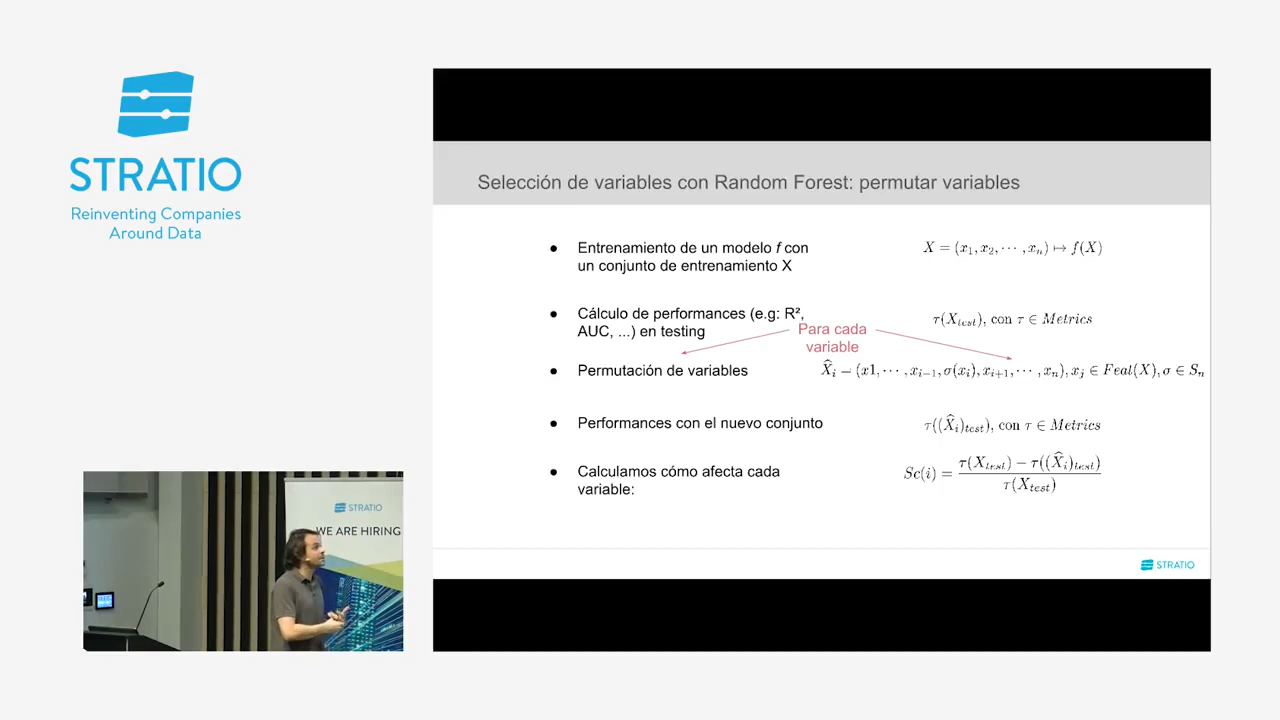 STRATIO
Reinventing Companies
Around Data
Selección de variables con Random Forest: permutar variables
● Entrenamiento de un modelo f con
un conjunto de entrenamiento X
X = (x₁, x₂, ⋯ , xₙ) ↦ f(X)
● Cálculo de performances (e.g: R²,
AUC, ...) en testing
τ(X_test), con τ ∈ Metrics
Para cada
variable
● Permutación de variables
X̂ᵢ = (x1, ⋯ , xᵢ₋₁, σ(xᵢ), xᵢ₊₁, ⋯ , xₙ), xⱼ ∈ Feat(X), σ ∈ Sₙ
● Performances con el nuevo conjunto
τ((X̂ᵢ)_test), con τ ∈ Metrics
● Calculamos cómo afecta cada
variable:
Sc(i) = (τ(X_test) − τ((X̂ᵢ)_test)) / τ(X_test)
STRATIO
STRATIO
WE ARE HIRING